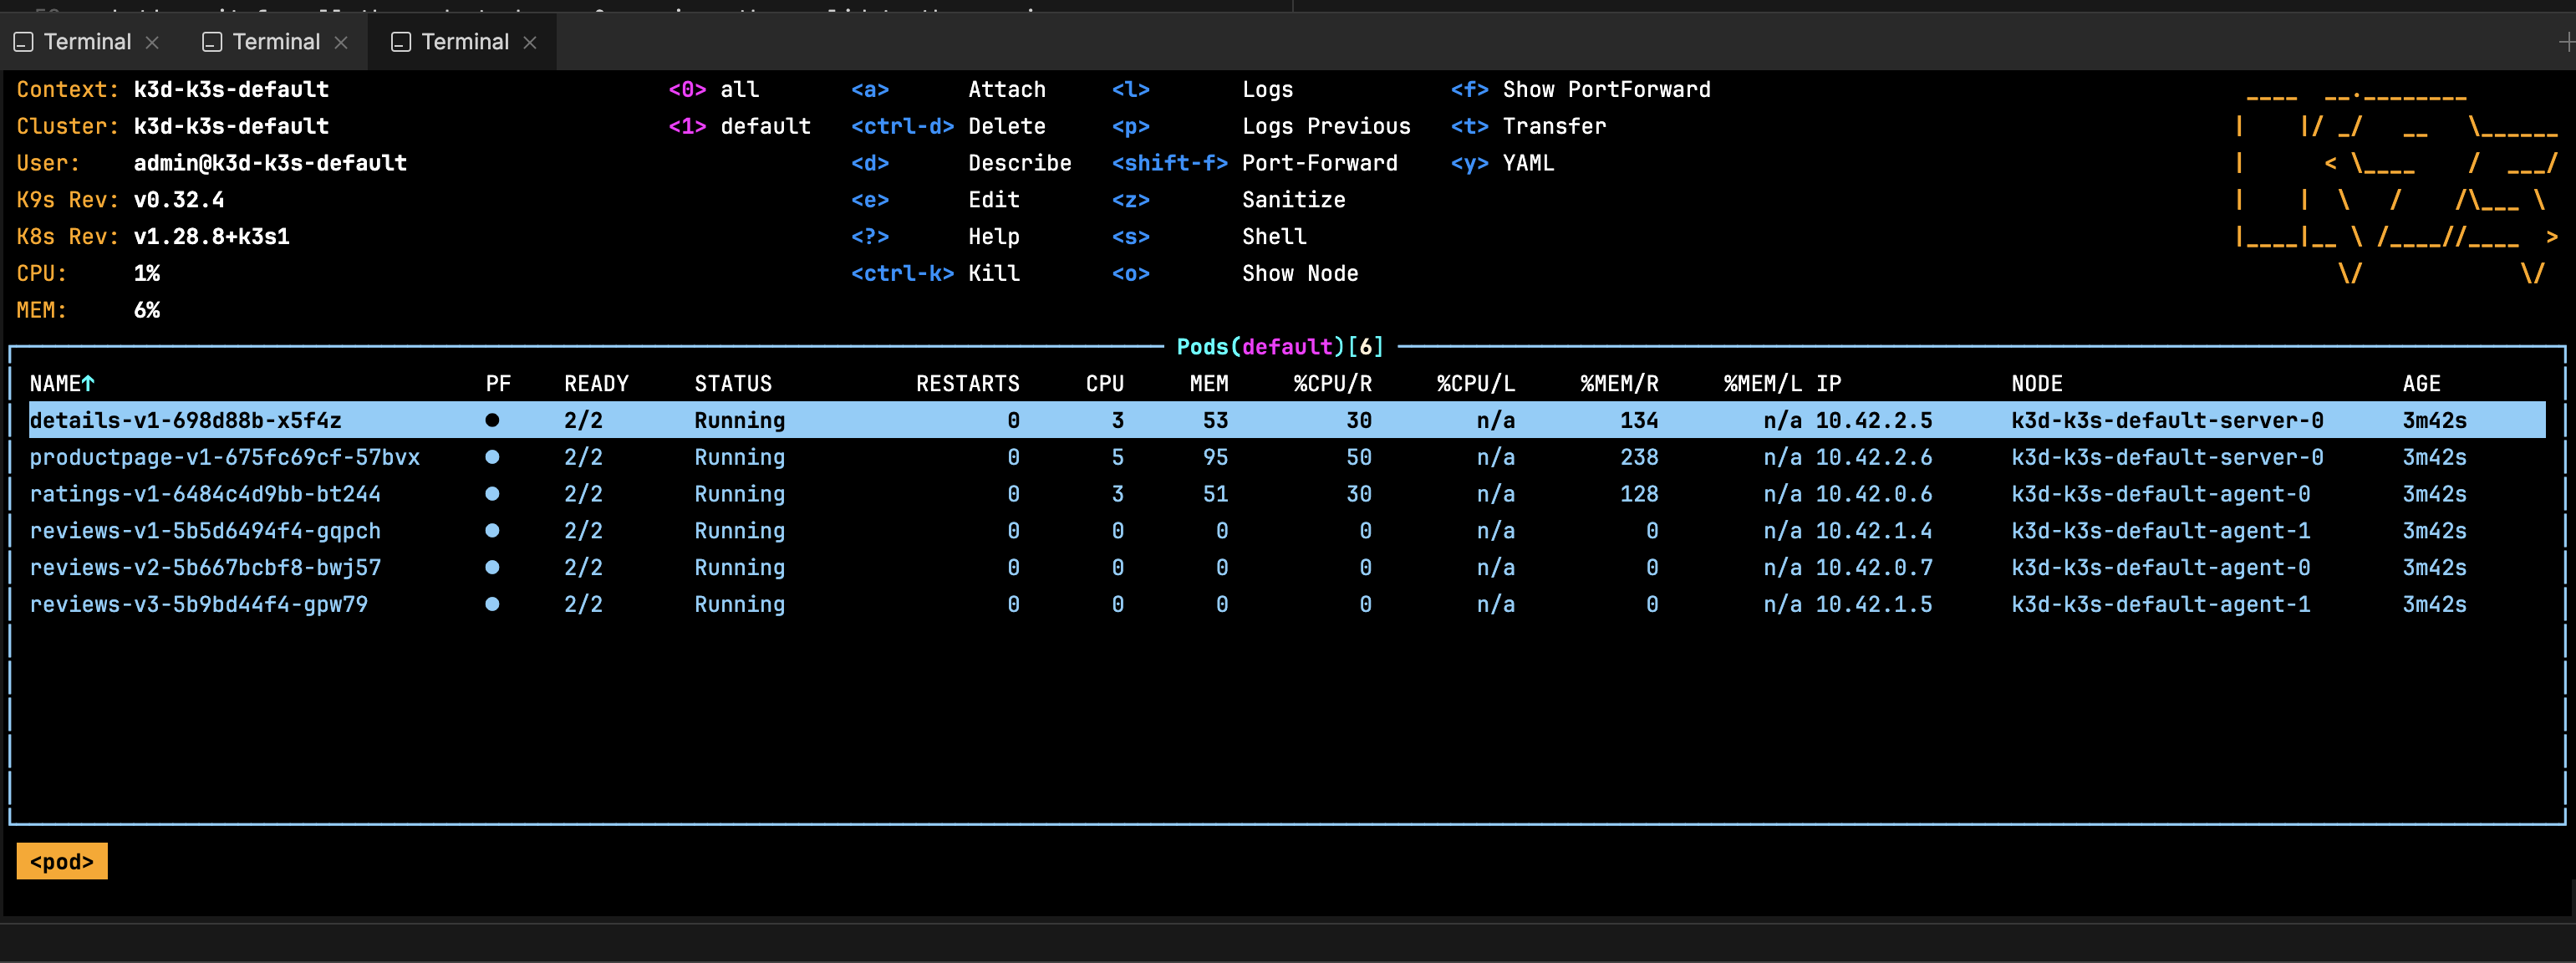 Terminal × Terminal × Terminal × +
Context: k3d-k3s-default <0> all <a> Attach <l> Logs <f> Show PortForward
Cluster: k3d-k3s-default <1> default <ctrl-d> Delete <p> Logs Previous <t> Transfer
User: admin@k3d-k3s-default <d> Describe <shift-f> Port-Forward <y> YAML
K9s Rev: v0.32.4 <e> Edit <z> Sanitize
K8s Rev: v1.28.8+k3s1 <?> Help <s> Shell
CPU: 1% <ctrl-k> Kill <o> Show Node
MEM: 6%
Pods(default)[6]
NAME↑ PF READY STATUS RESTARTS CPU MEM %CPU/R %CPU/L %MEM/R %MEM/L IP NODE AGE
details-v1-698d88b-x5f4z ● 2/2 Running 0 3 53 30 n/a 134 n/a 10.42.2.5 k3d-k3s-default-server-0 3m42s
productpage-v1-675fc69cf-57bvx ● 2/2 Running 0 5 95 50 n/a 238 n/a 10.42.2.6 k3d-k3s-default-server-0 3m42s
ratings-v1-6484c4d9bb-bt244 ● 2/2 Running 0 3 51 30 n/a 128 n/a 10.42.0.6 k3d-k3s-default-agent-0 3m42s
reviews-v1-5b5d6494f4-gqpch ● 2/2 Running 0 0 0 0 n/a 0 n/a 10.42.1.4 k3d-k3s-default-agent-1 3m42s
reviews-v2-5b667bcbf8-bwj57 ● 2/2 Running 0 0 0 0 n/a 0 n/a 10.42.0.7 k3d-k3s-default-agent-0 3m42s
reviews-v3-5b9bd44f4-gpw79 ● 2/2 Running 0 0 0 0 n/a 0 n/a 10.42.1.5 k3d-k3s-default-agent-1 3m42s
<pod>